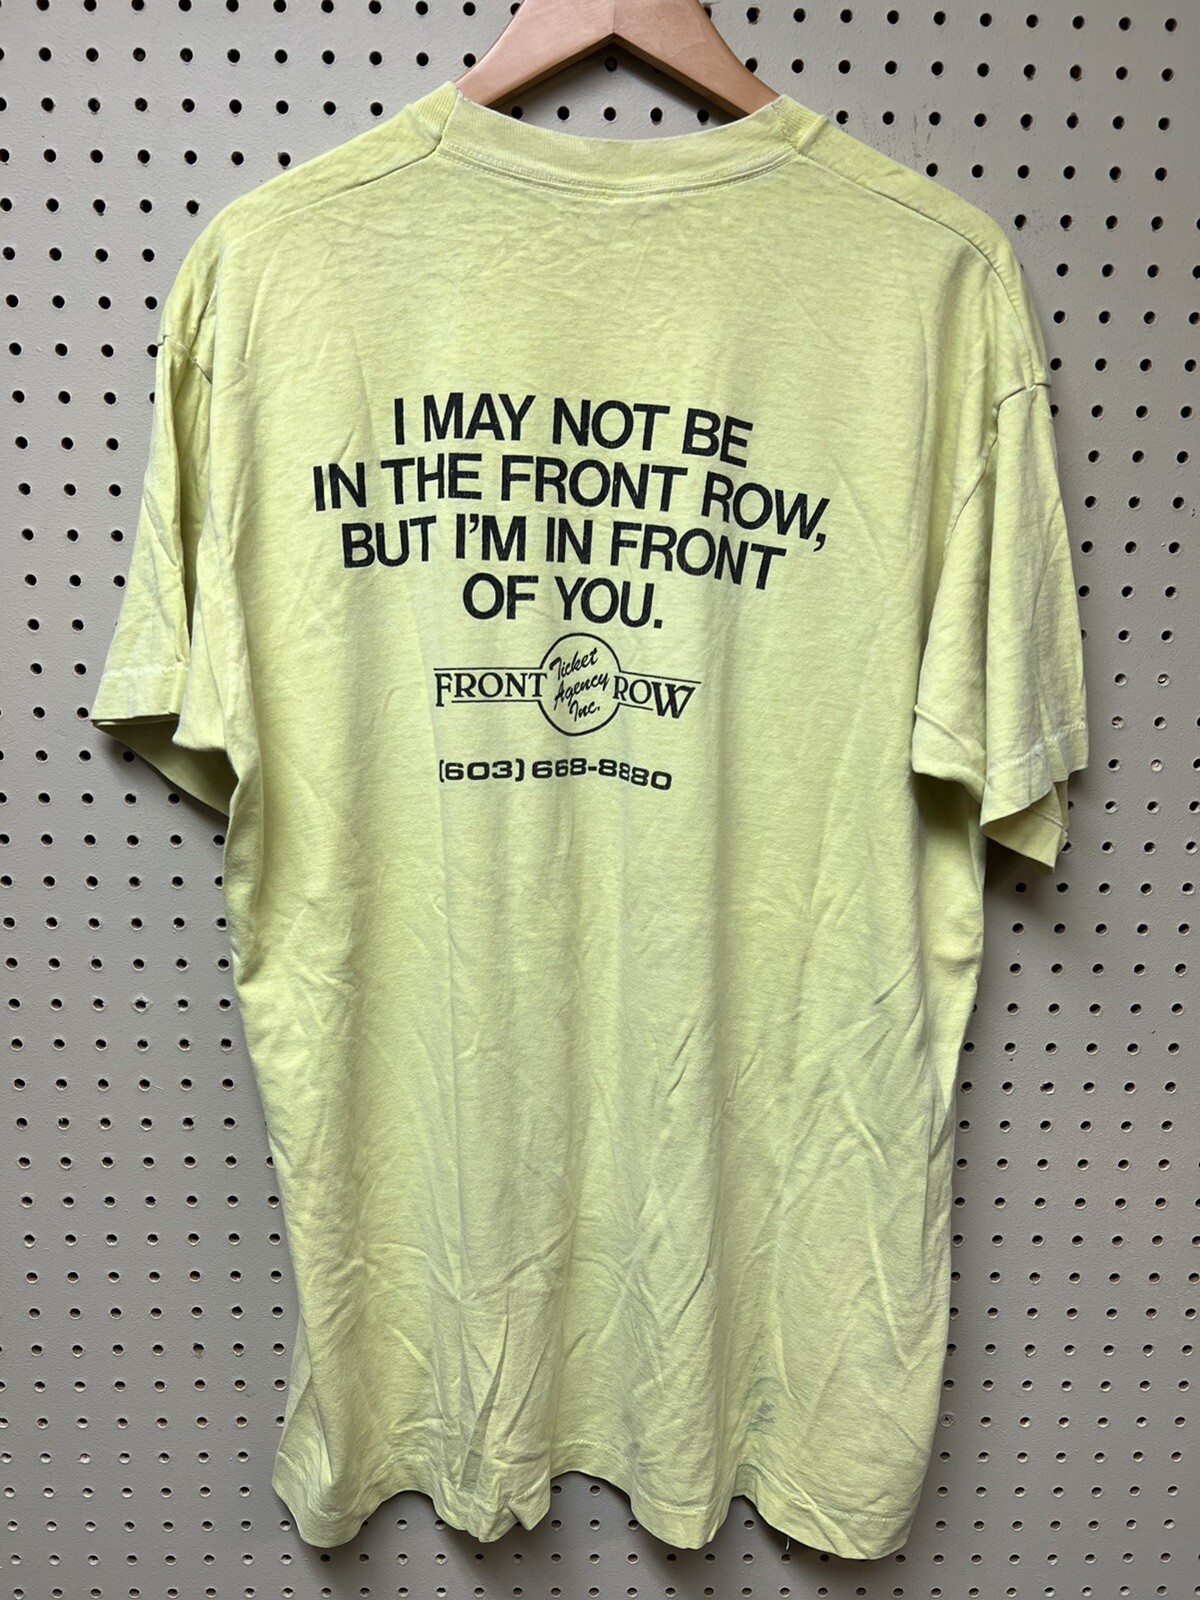 I MAY NOT BE
IN THE FRONT ROW,
BUT I'M IN FRONT
OF YOU.
FRONT Ticket Agency Inc. ROW
(603) 668-8880